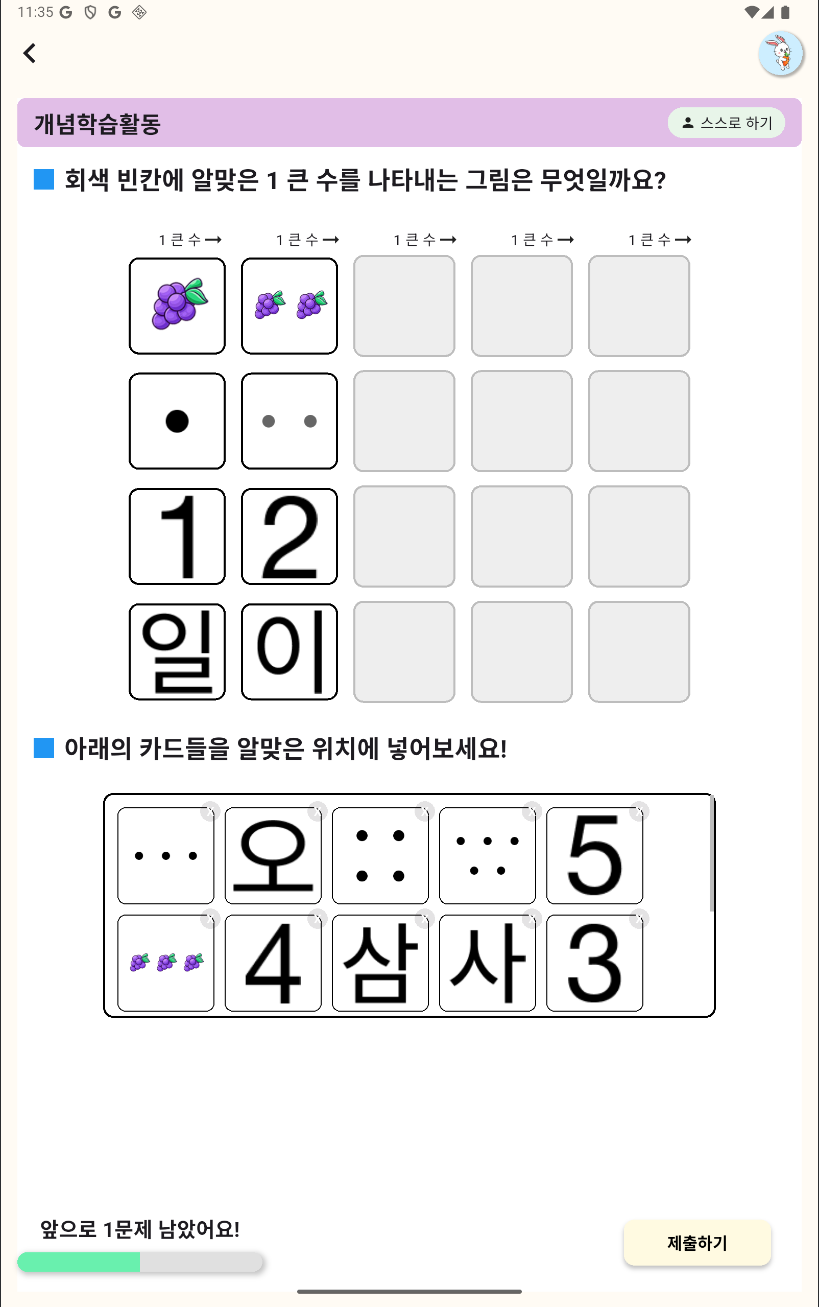 11:35
개념학습활동
스스로 하기
회색 빈칸에 알맞은 1 큰 수를 나타내는 그림은 무엇일까요?
1 큰 수 → 1 큰 수 → 1 큰 수 → 1 큰 수 → 1 큰 수 →
1 2
일 이
아래의 카드들을 알맞은 위치에 넣어보세요!
오 5
4 삼 사 3
앞으로 1문제 남았어요!
제출하기